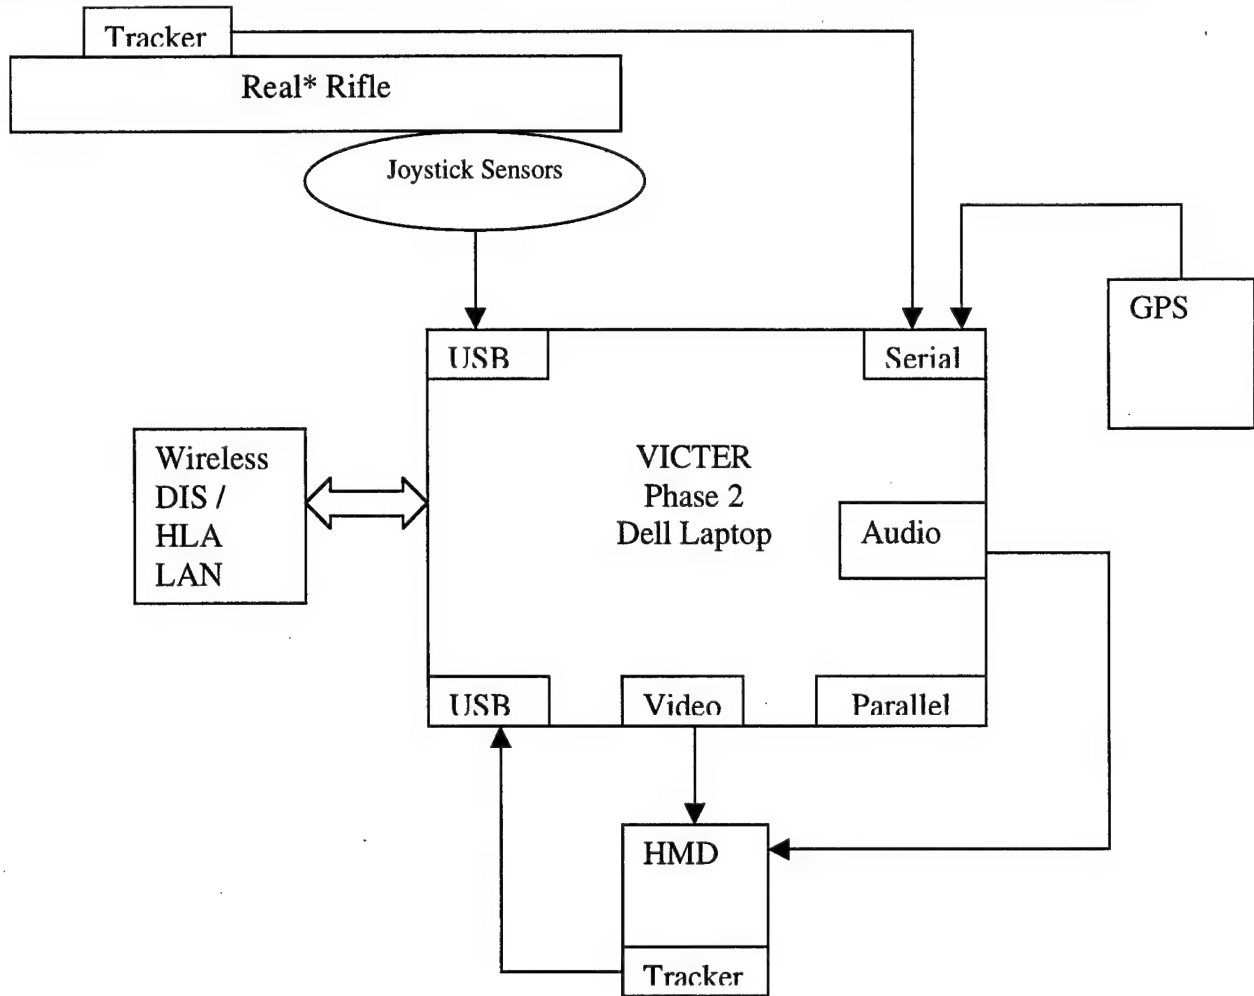 Tracker
Real* Rifle
Joystick Sensors
GPS
USB
Serial
Wireless
DIS /
HLA
LAN
VICTER
Phase 2
Dell Laptop
Audio
USB
Video
Parallel
HMD
Tracker